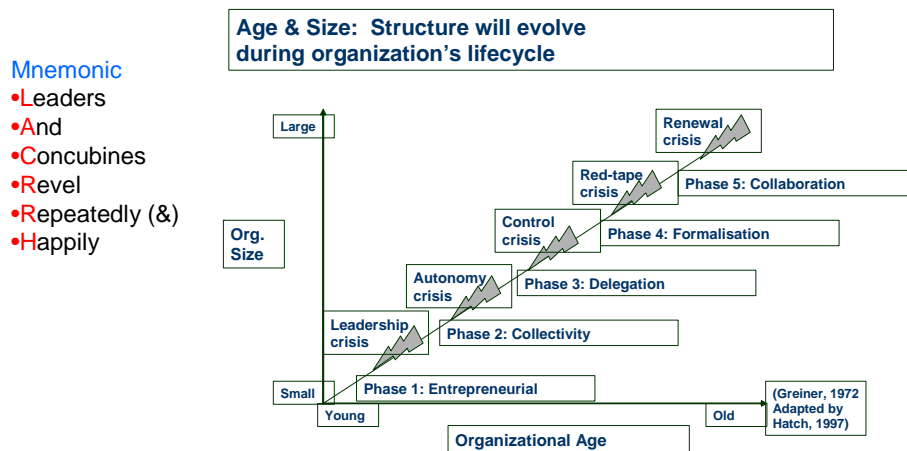 Age & Size: Structure will evolve
during organization's lifecycle
Mnemonic
•Leaders
•And
•Concubines
•Revel
•Repeatedly (&)
•Happily
Large
Org.
Size
Small
Young
Old
Organizational Age
Leadership
crisis
Autonomy
crisis
Control
crisis
Red-tape
crisis
Renewal
crisis
Phase 1: Entrepreneurial
Phase 2: Collectivity
Phase 3: Delegation
Phase 4: Formalisation
Phase 5: Collaboration
(Greiner, 1972
Adapted by
Hatch, 1997)